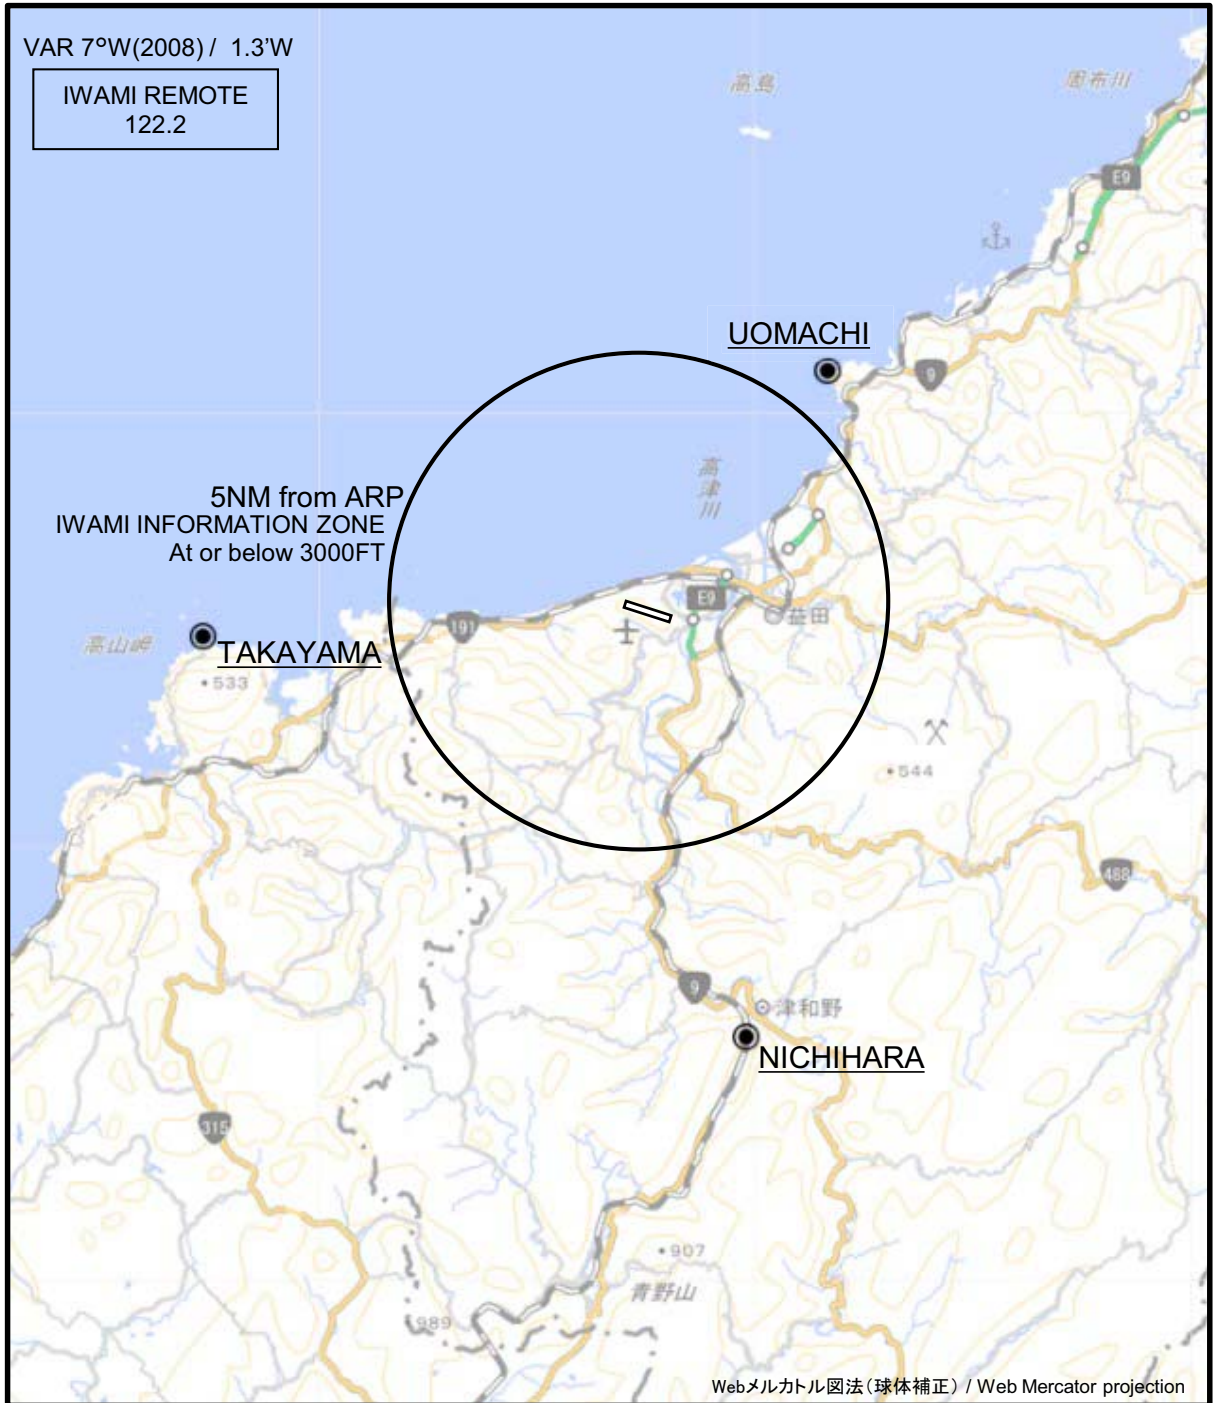 VAR 7°W(2008) / 1.3'W
IWAMI REMOTE
122.2
高島
周布川
E9
UOMACHI
9
高津川
5NM from ARP
IWAMI INFORMATION ZONE
At or below 3000FT
E9
191
益田
高山岬
TAKAYAMA
533
544
488
9
津和野
NICHIHARA
315
907
青野山
989
Webメルカトル図法(球体補正) / Web Mercator projection